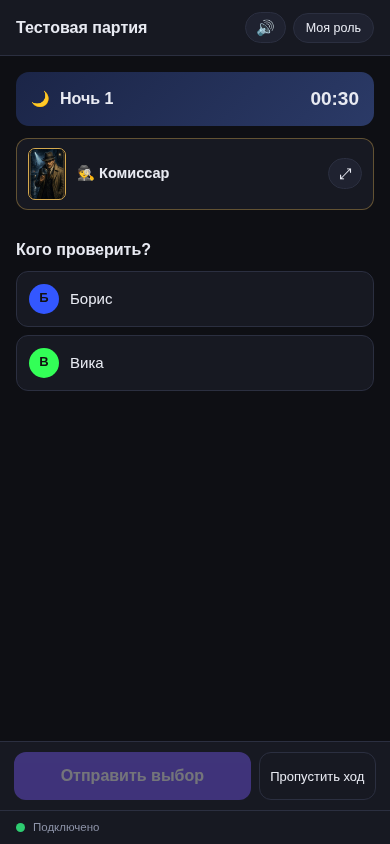 Тестовая партия
Моя роль
Ночь 1
00:30
Комиссар
Кого проверить?
Б
Борис
В
Вика
Отправить выбор
Пропустить ход
Подключено